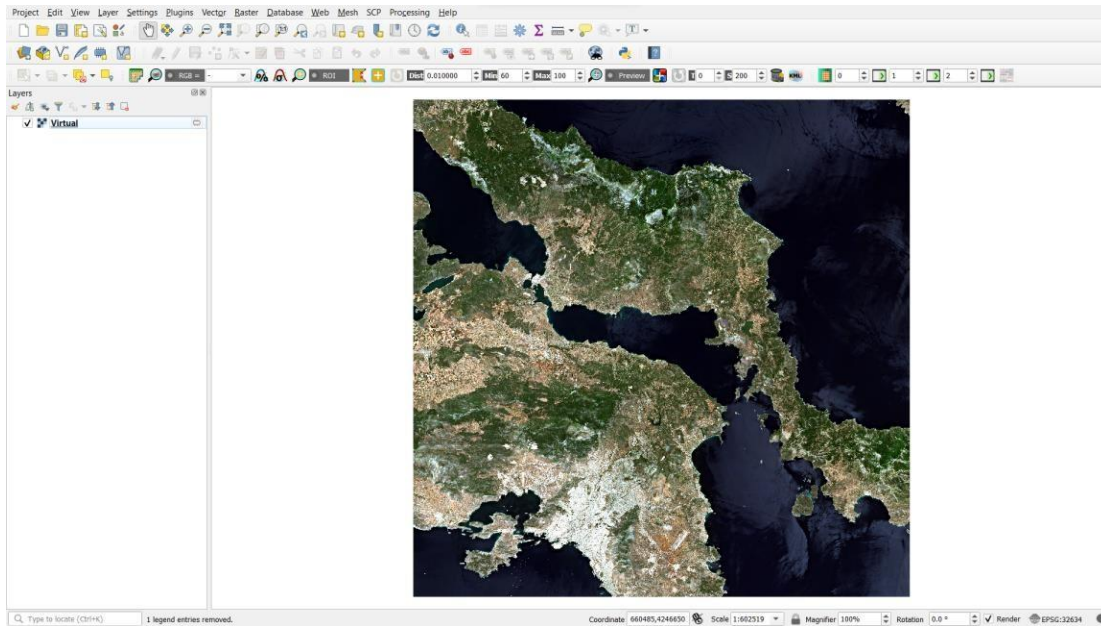 Project Edit View Layer Settings Plugins Vector Raster Database Web Mesh SCP Processing Help
RGB = - ROI Dist 0.010000 Min 60 Max 100 Preview T 0 S 200 KML 0 1 2
Layers
Virtual
Type to locate (Ctrl+K) 1 legend entries removed. Coordinate 660485,4246650 Scale 1:602519 Magnifier 100% Rotation 0.0 ° Render EPSG:32634